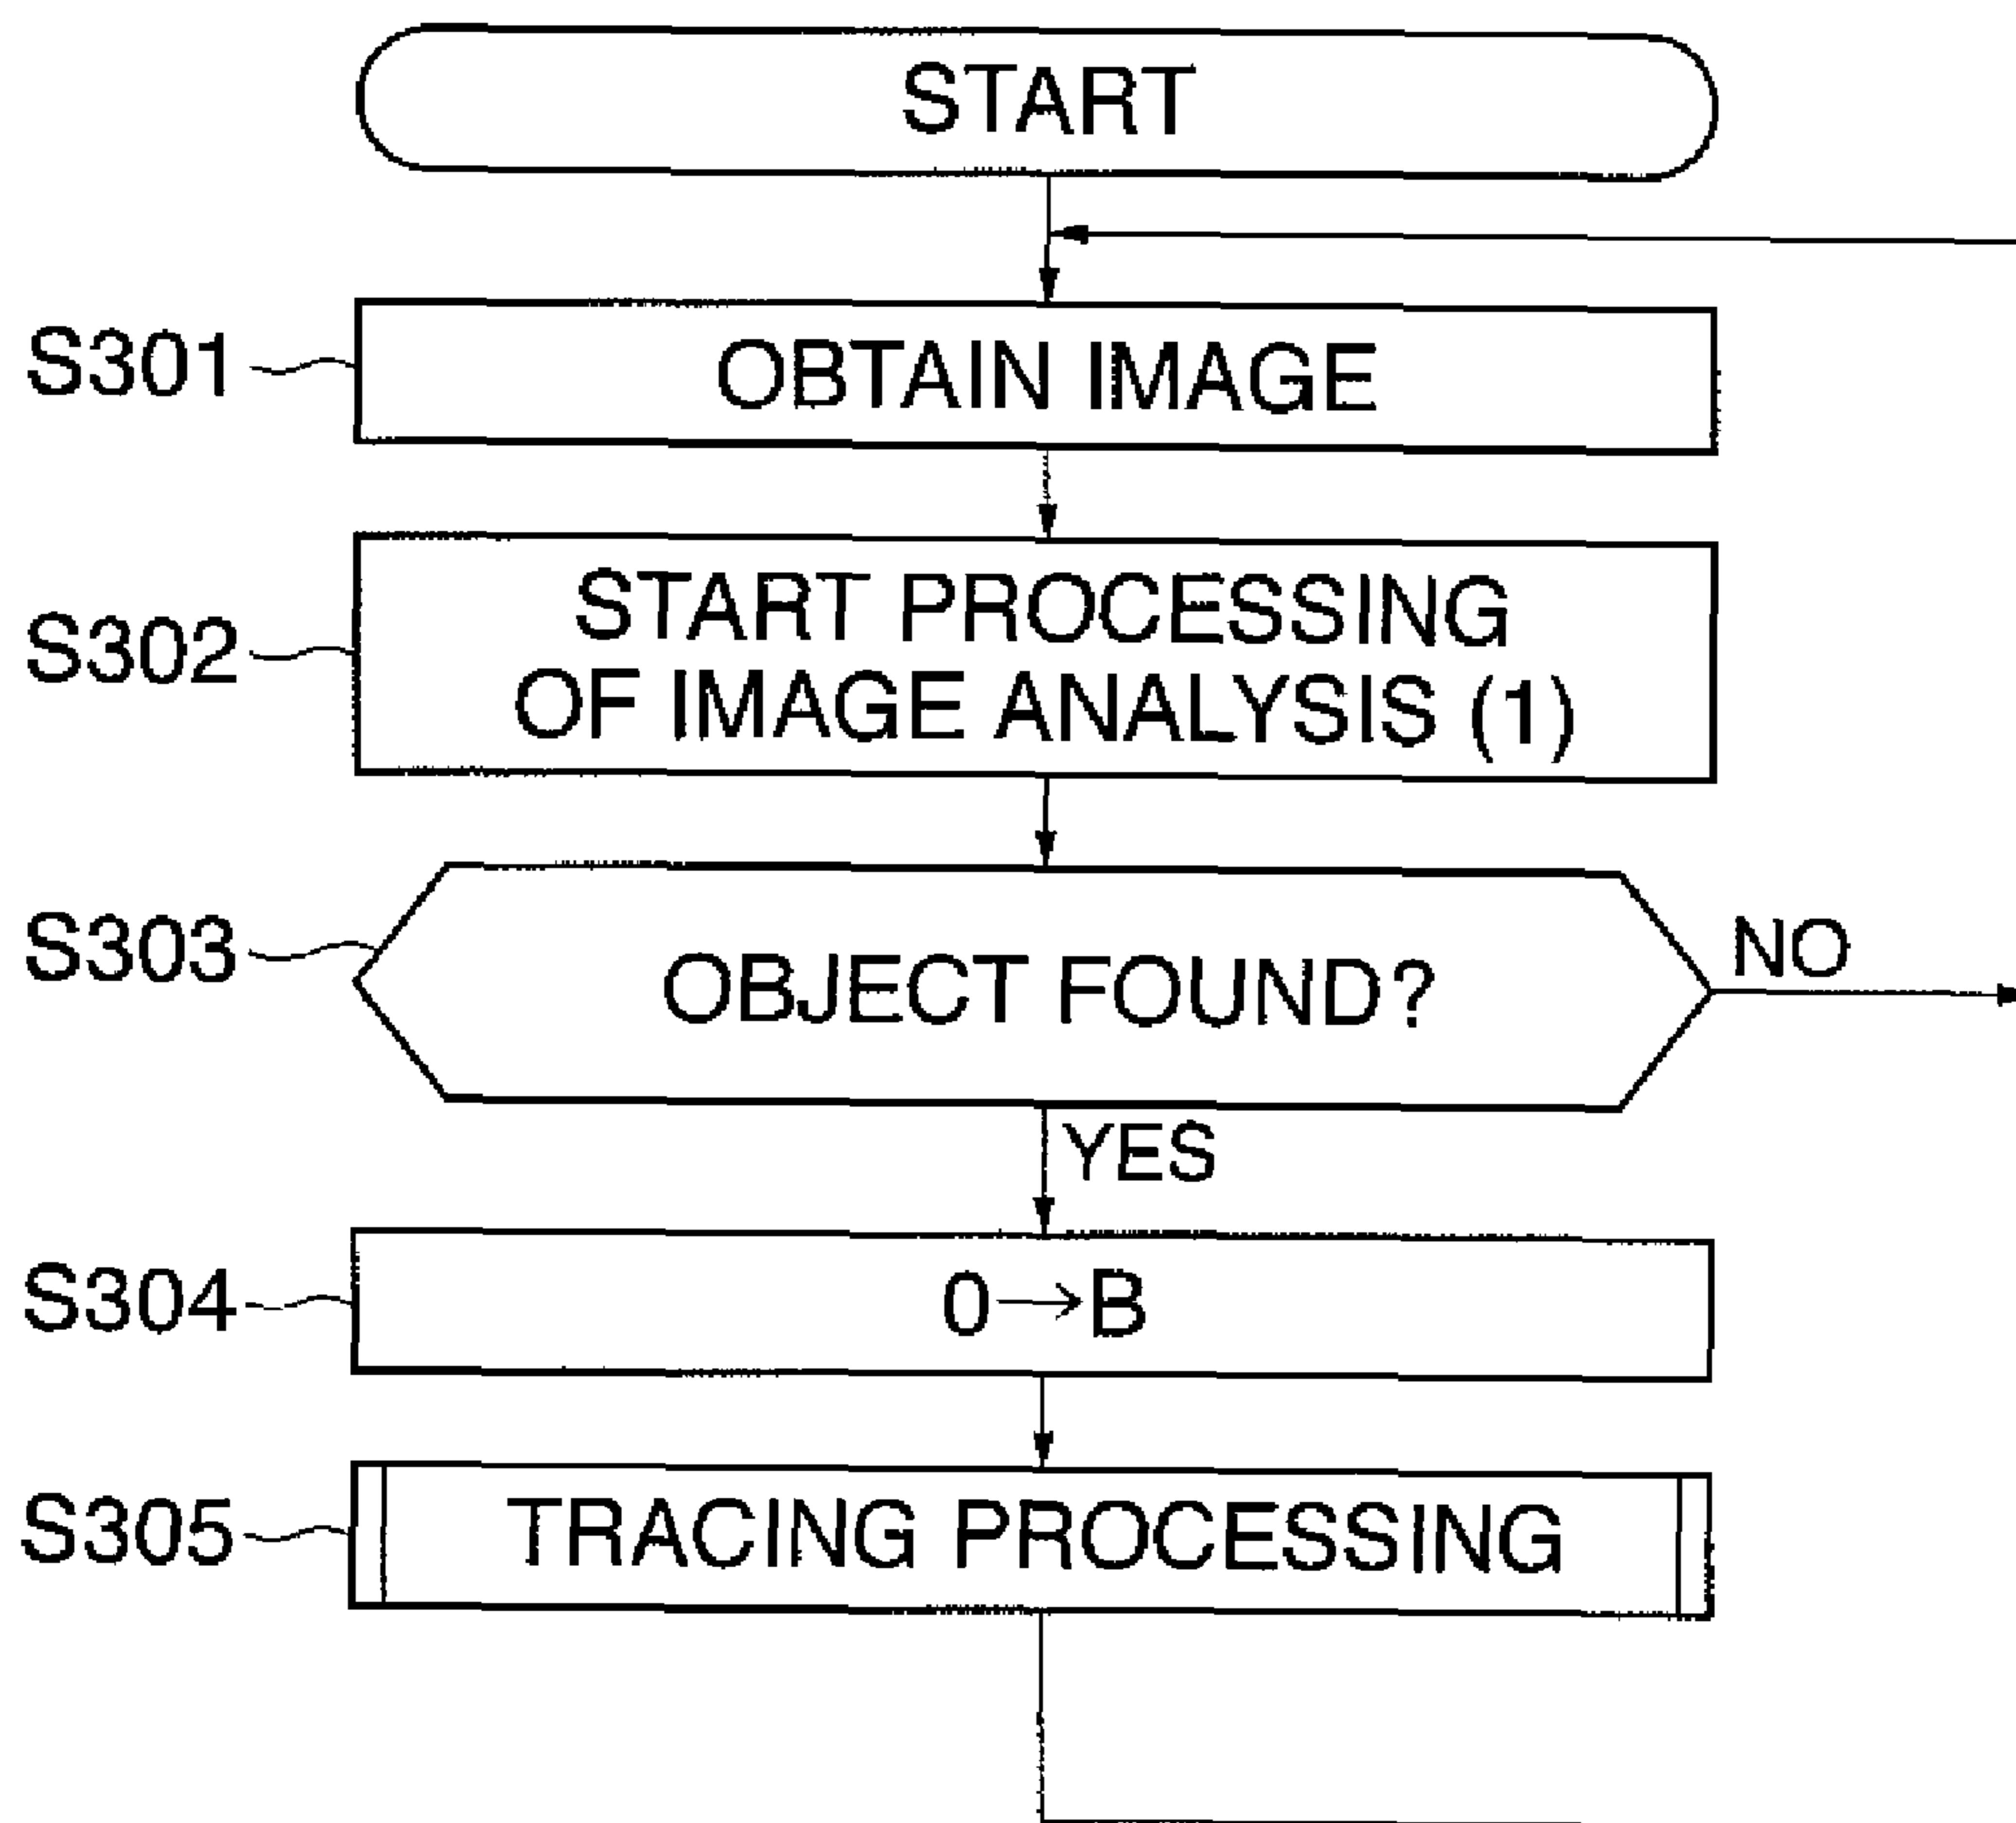 START
S301
OBTAIN IMAGE
S302
START PROCESSING
OF IMAGE ANALYSIS (1)
S303
OBJECT FOUND?
NO
YES
S304
0→B
S305
TRACING PROCESSING